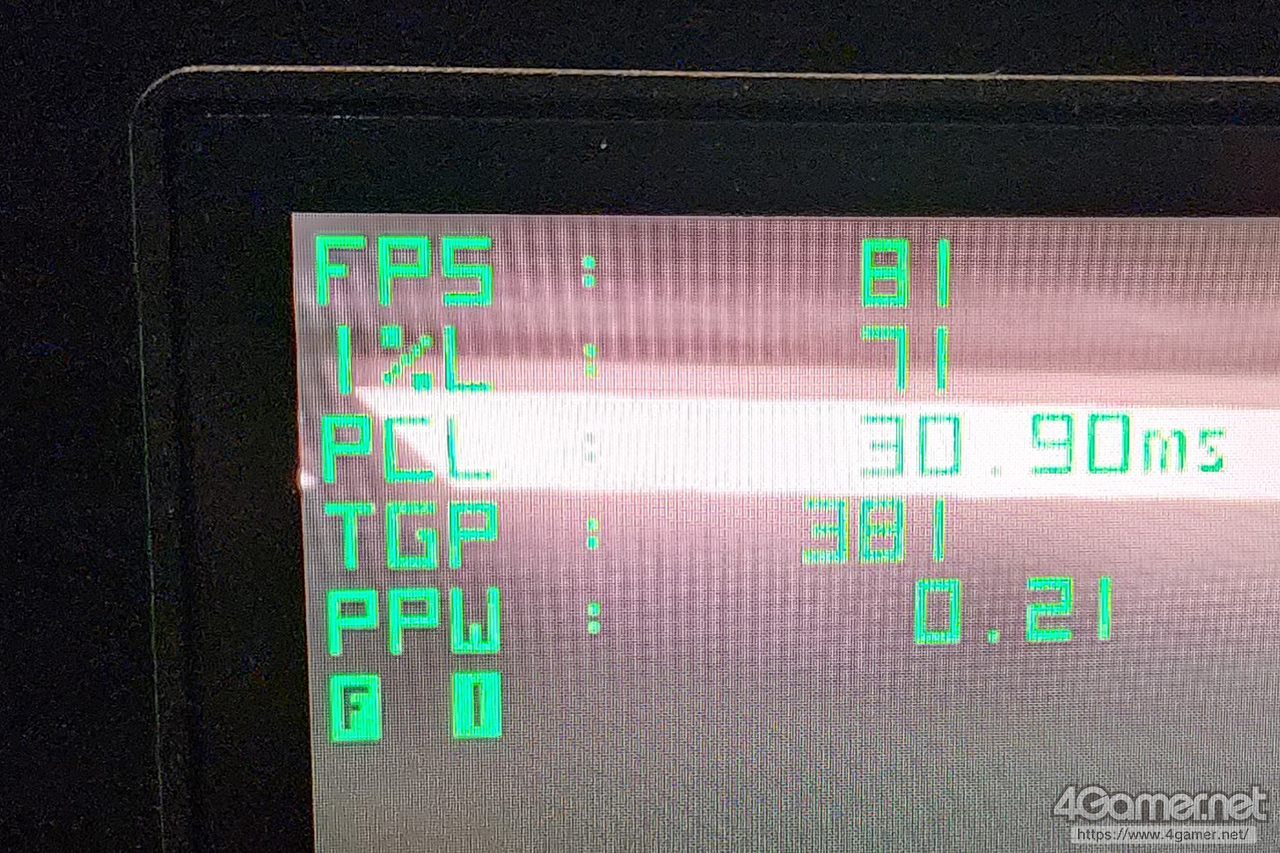 FPS : 81
1%L : 71
PCL : 30.90ms
TGP : 381
PPW : 0.21
F I
4Gamer.net
https://www.4gamer.net/